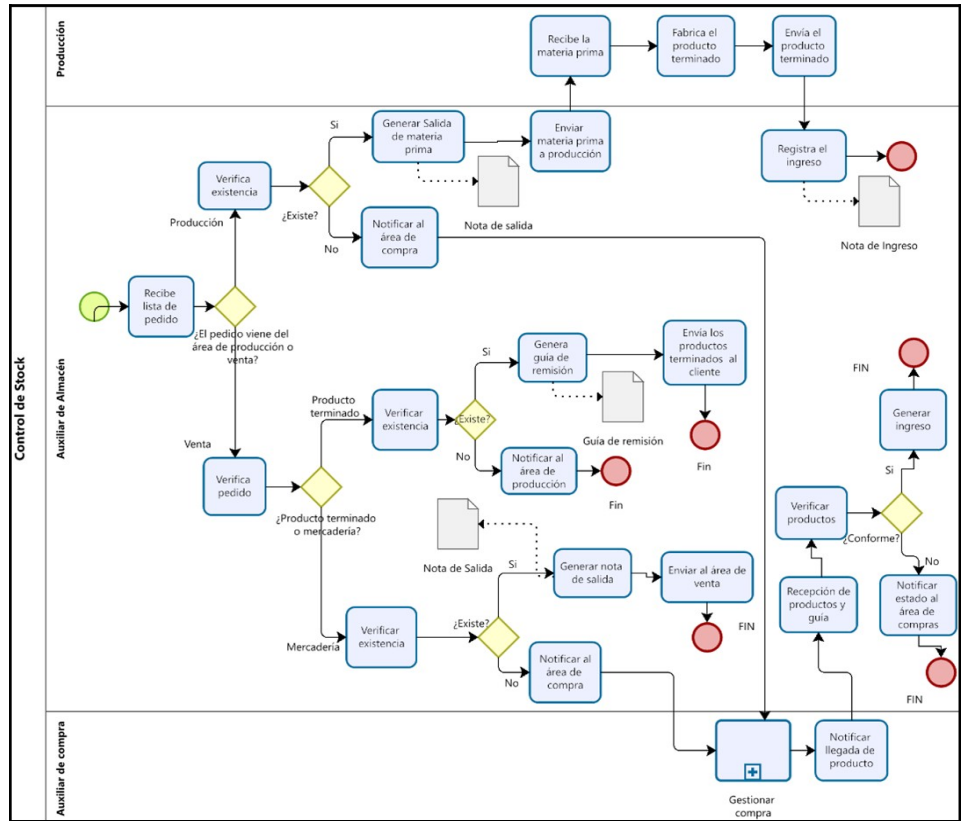 Control de Stock
Producción
Recibe la
materia prima
Fabrica el
producto
terminado
Envía el
producto
terminado
Auxiliar de Almacén
Si
Generar Salida
de materia
prima
Enviar
materia prima
a producción
Registra el
ingreso
Verifica
existencia
¿Existe?
Producción
Nota de salida
Nota de Ingreso
No
Notificar al
área de
compra
Recibe
lista de
pedido
¿El pedido viene del
área de producción o
venta?
Venta
Verifica
pedido
¿Producto terminado
o mercadería?
Producto
terminado
Verificar
existencia
¿Existe?
Si
Genera
guía de
remisión
Envía los
productos
terminados al
cliente
Guía de remisión
Fin
No
Notificar al
área de
producción
Fin
Nota de Salida
Mercadería
Verificar
existencia
¿Existe?
Si
Generar nota
de salida
Enviar al área de
venta
FIN
No
Notificar al
área de
compra
FIN
Generar
ingreso
Si
Verificar
productos
¿Conforme?
No
Recepción de
productos y
guía
Notificar
estado al
área de
compras
FIN
Auxiliar de compra
Gestionar
compra
Notificar
llegada de
producto